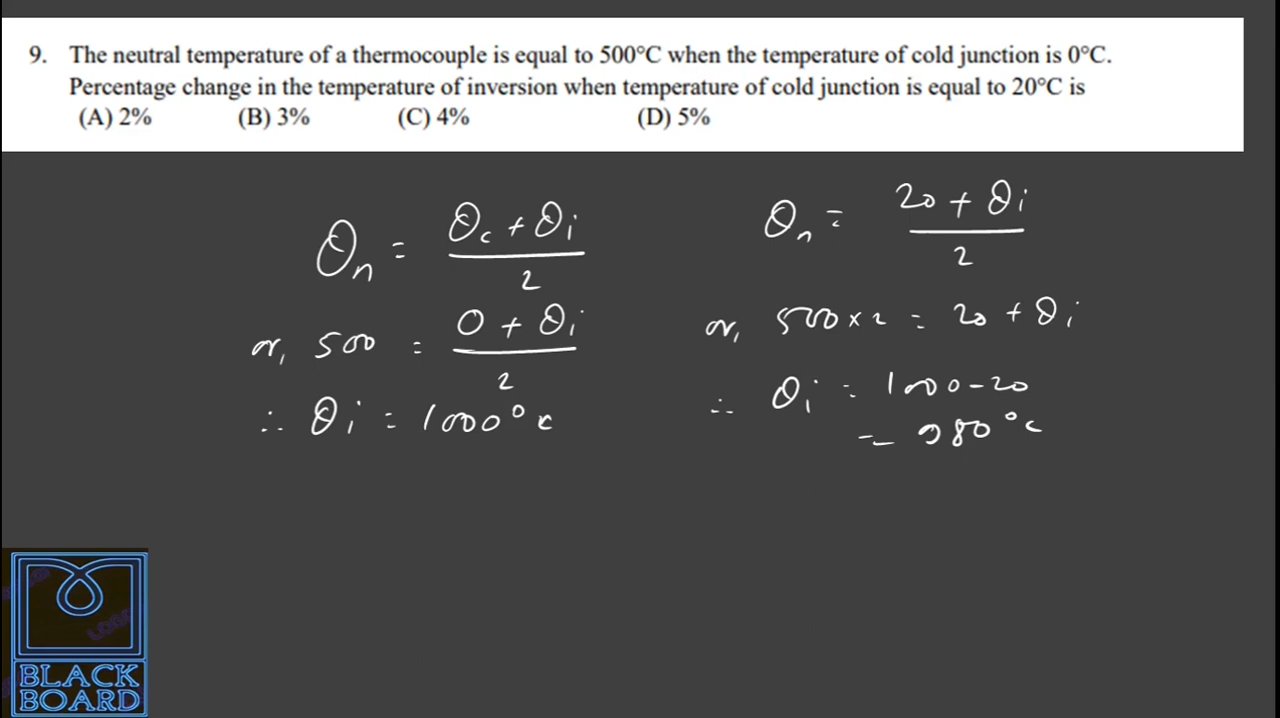 9. The neutral temperature of a thermocouple is equal to 500°C when the temperature of cold junction is 0°C.
Percentage change in the temperature of inversion when temperature of cold junction is equal to 20°C is
(A) 2% (B) 3% (C) 4% (D) 5%
θn = (θc + θi)/2
or, 500 = (0 + θi)/2
∴ θi = 1000°c
θn = (20 + θi)/2
or, 500 × 2 = 20 + θi
∴ θi = 1000 - 20
= 980°c
BLACK
BOARD